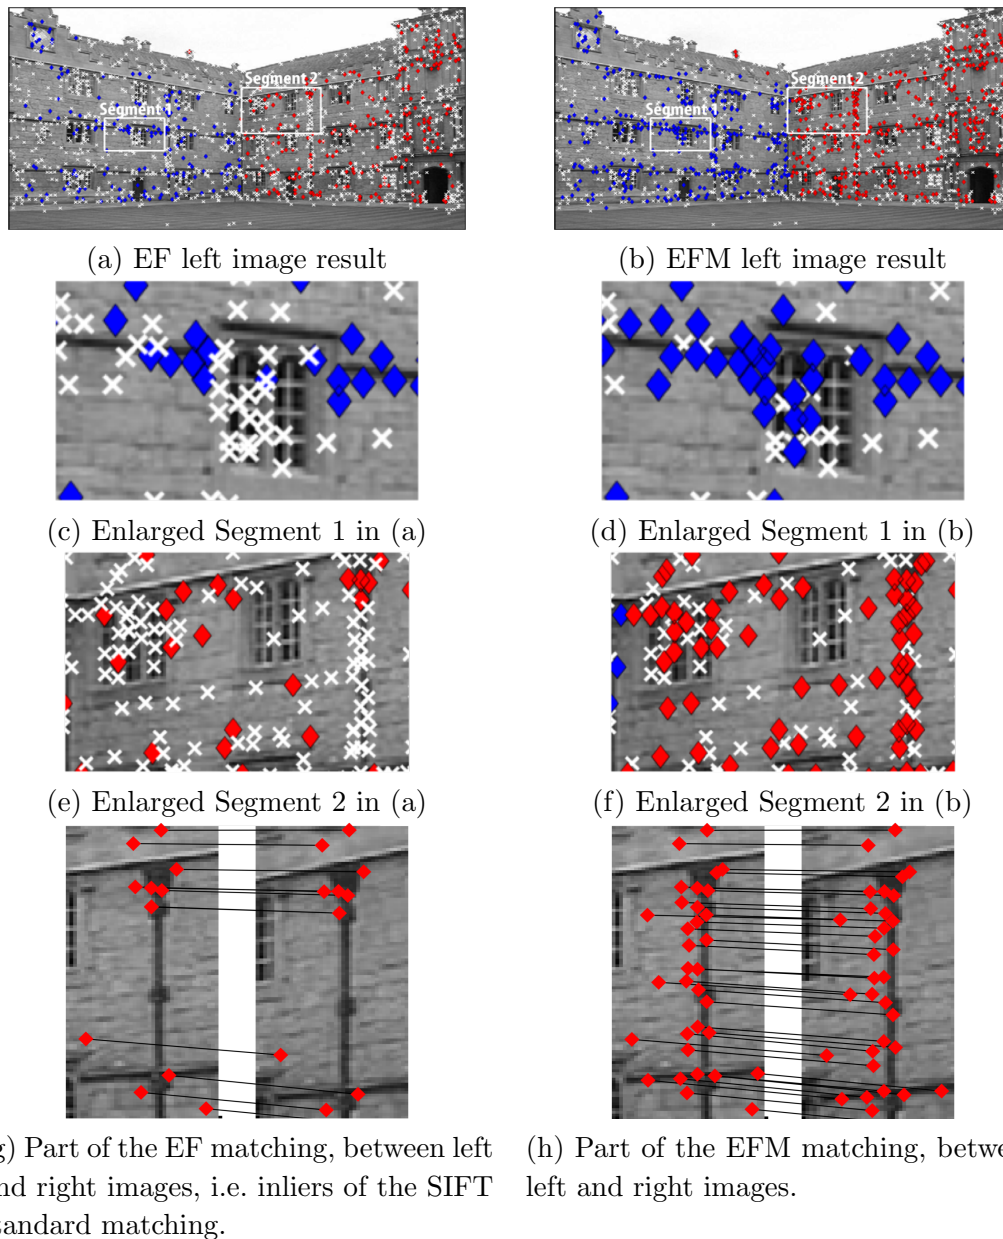 Segment 2
Segment 1
Segment 2
Segment
(a) EF left image result
(b) EFM left image result
(c) Enlarged Segment 1 in (a)
(d) Enlarged Segment 1 in (b)
(e) Enlarged Segment 2 in (a)
(f) Enlarged Segment 2 in (b)
) Part of the EF matching, between left
nd right images, i.e. inliers of the SIFT
andard matching.
(h) Part of the EFM matching, betwe
left and right images.